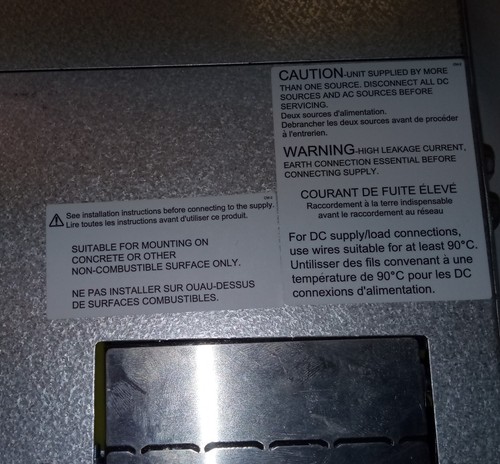 CAUTION-UNIT SUPPLIED BY MORE
THAN ONE SOURCE. DISCONNECT ALL DC
SOURCES AND AC SOURCES BEFORE
SERVICING.
Deux sources d'alimentation.
Debrancher les deux sources avant de procéder
à l'entrerien.
WARNING-HIGH LEAKAGE CURRENT,
EARTH CONNECTION ESSENTIAL BEFORE
CONNECTING SUPPLY.
COURANT DE FUITE ÉLEVÉ
Raccordement à la terre indispensable
avant le raccordement au réseau
For DC supply/load connections,
use wires suitable for at least 90°C.
Untilliser des fils convenant à une
température de 90°C pour les DC
connexions d'alimentation.
See installation instructions before connecting to the supply.
Lire toutes les instructions avant d'utiliser ce produit.
SUITABLE FOR MOUNTING ON
CONCRETE OR OTHER
NON-COMBUSTIBLE SURFACE ONLY.
NE PAS INSTALLER SUR OUAU-DESSUS
DE SURFACES COMBUSTIBLES.